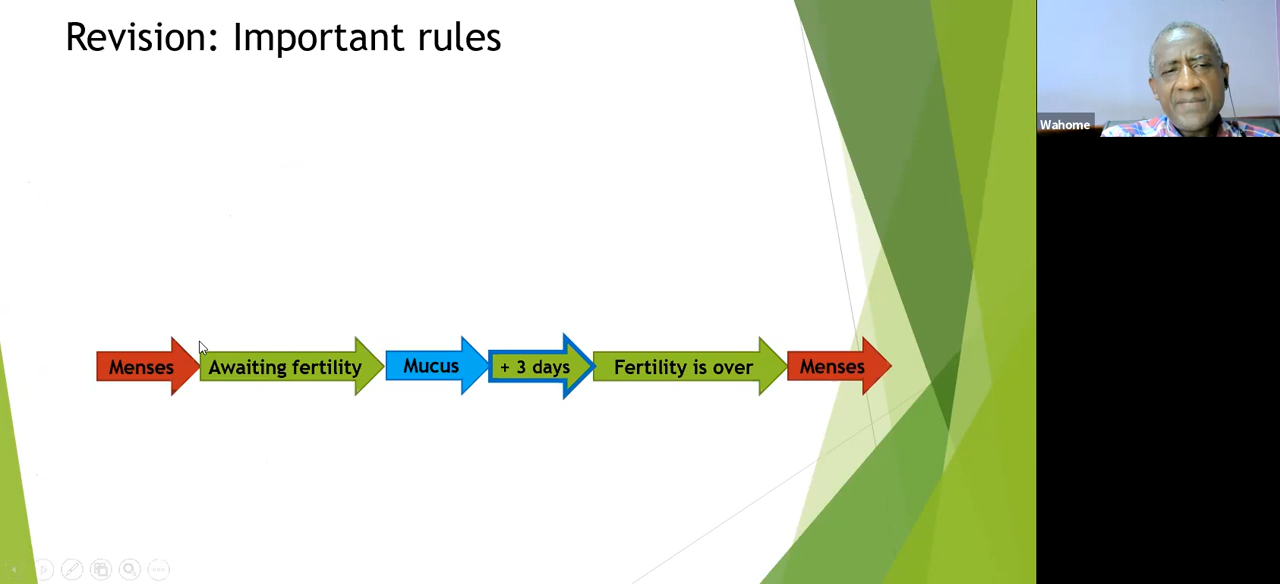 Revision: Important rules
Wahome
Menses
Awaiting fertility
Mucus
+ 3 days
Fertility is over
Menses